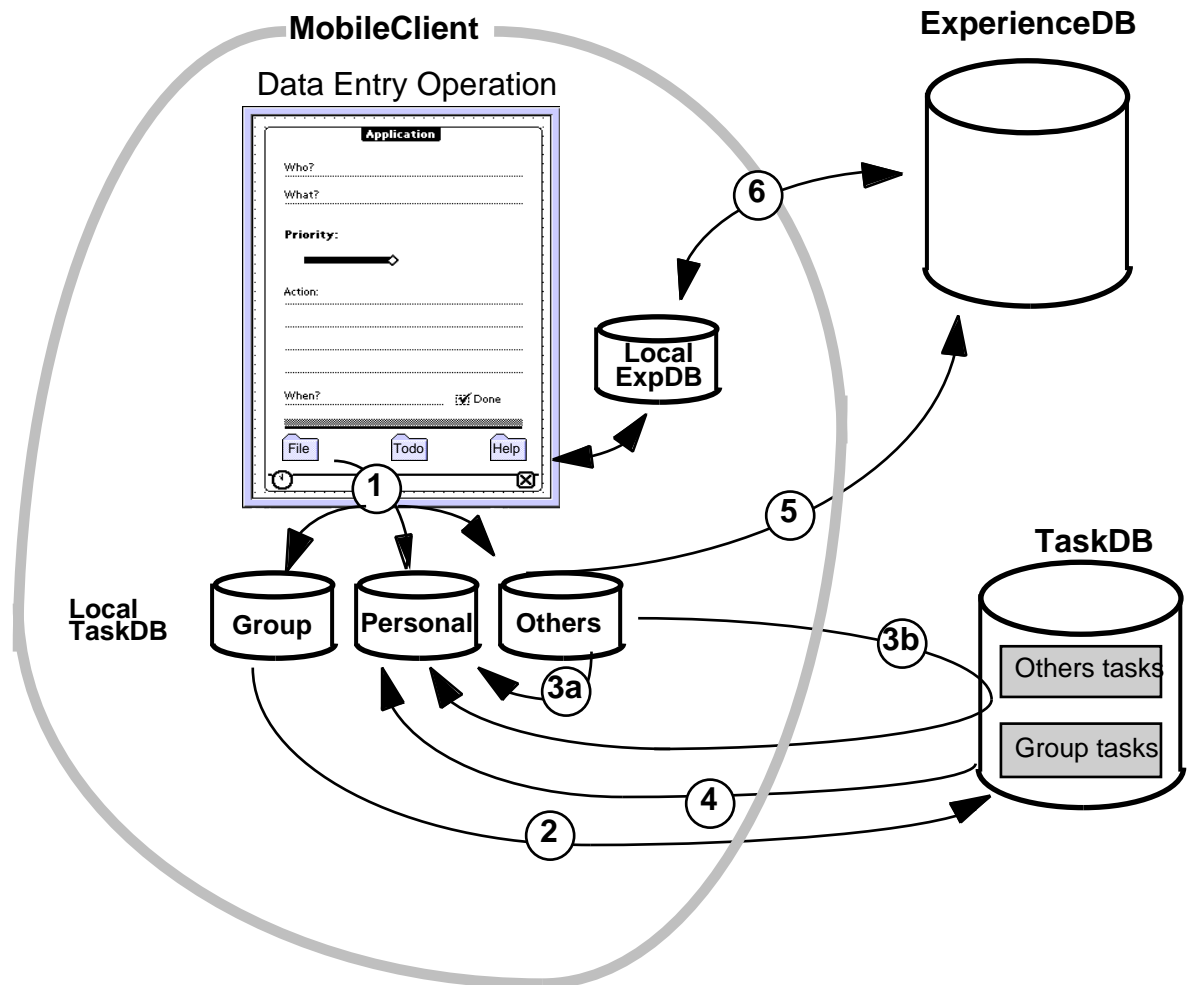 MobileClient
ExperienceDB
Data Entry Operation
Application
Who?
What?
Priority:
Action:
When?
Done
File
Todo
Help
6
Local
ExpDB
1
5
TaskDB
Local
TaskDB
Group
Personal
Others
3b
3a
Others tasks
Group tasks
4
2